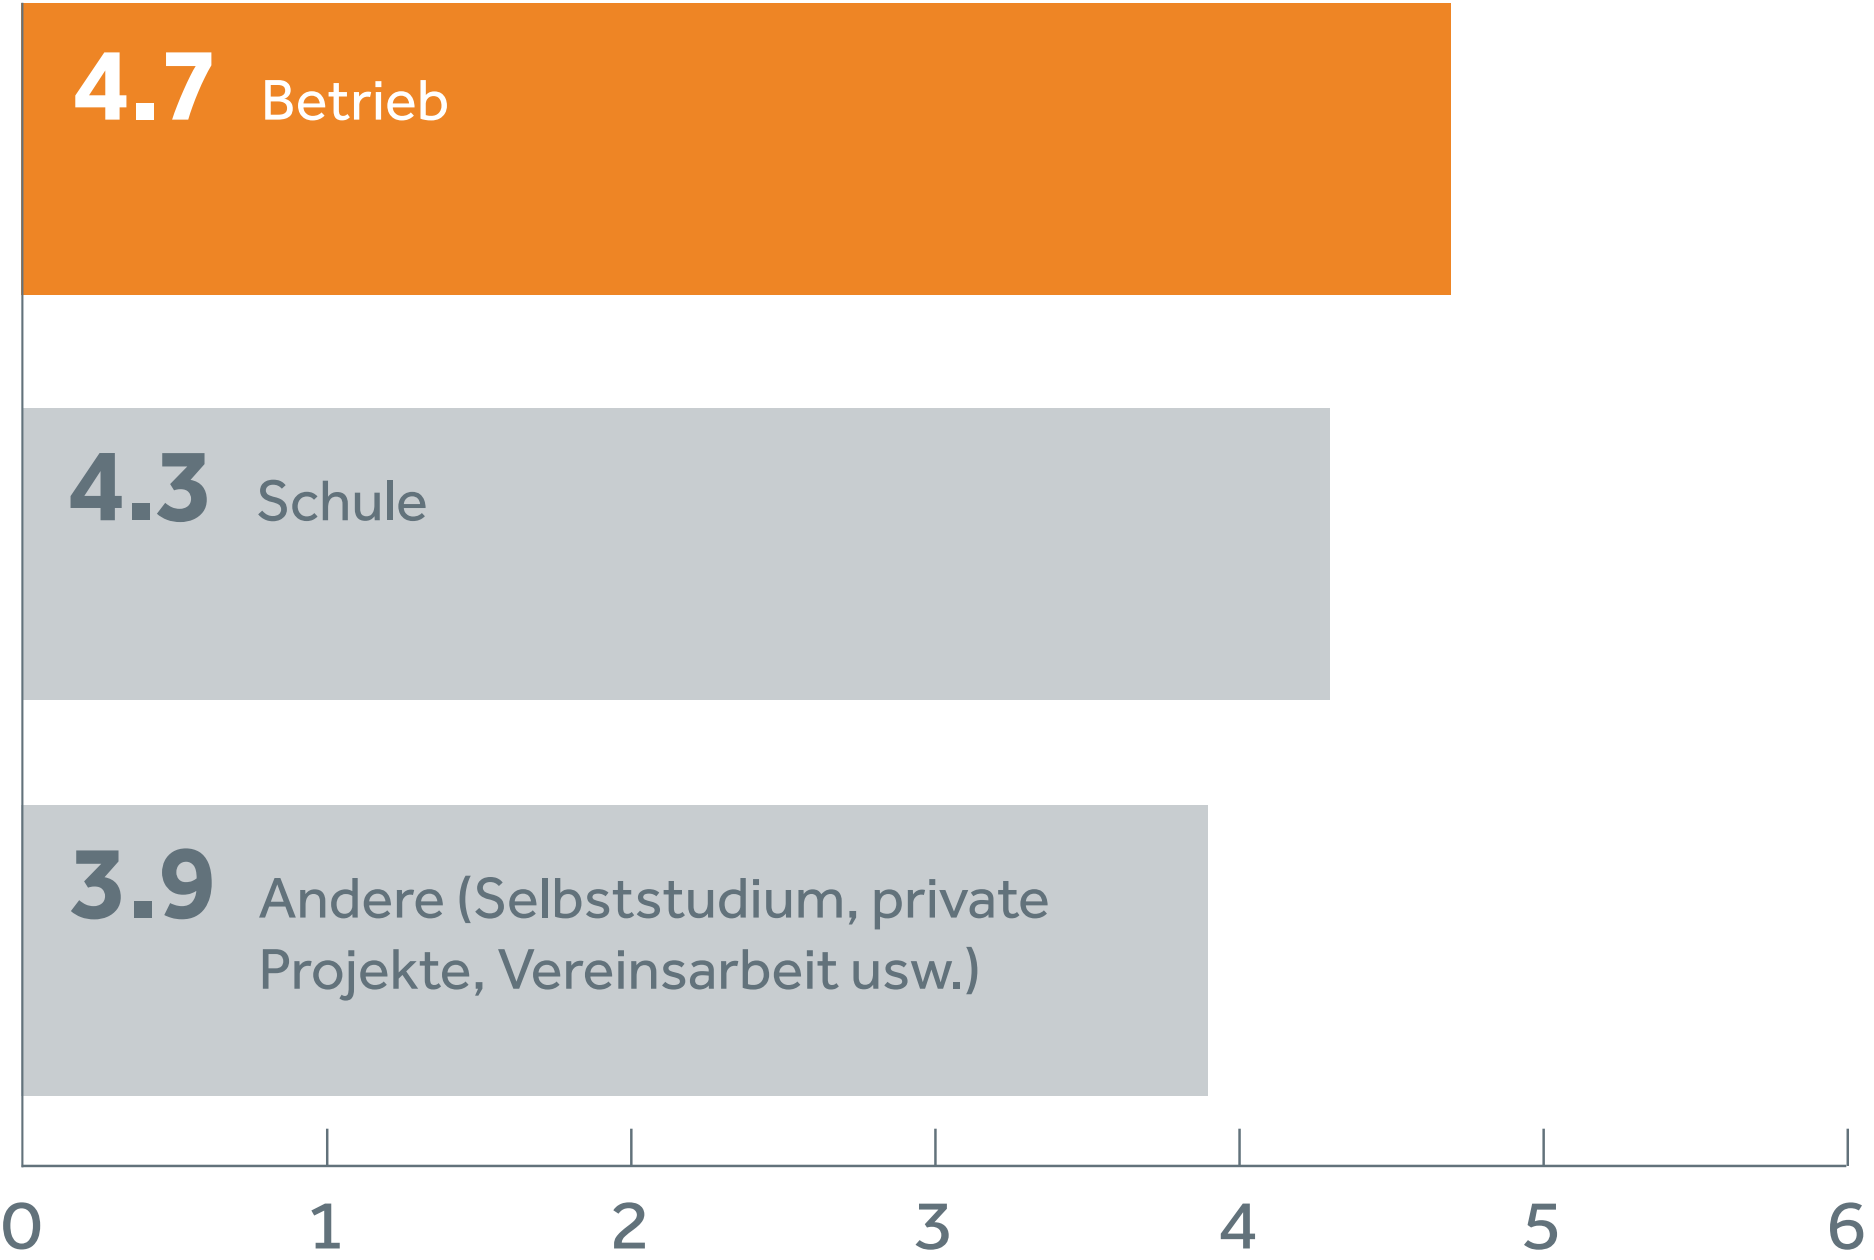 4.7 Betrieb
4.3 Schule
3.9 Andere (Selbststudium, private
Projekte, Vereinsarbeit usw.)
0 1 2 3 4 5 6